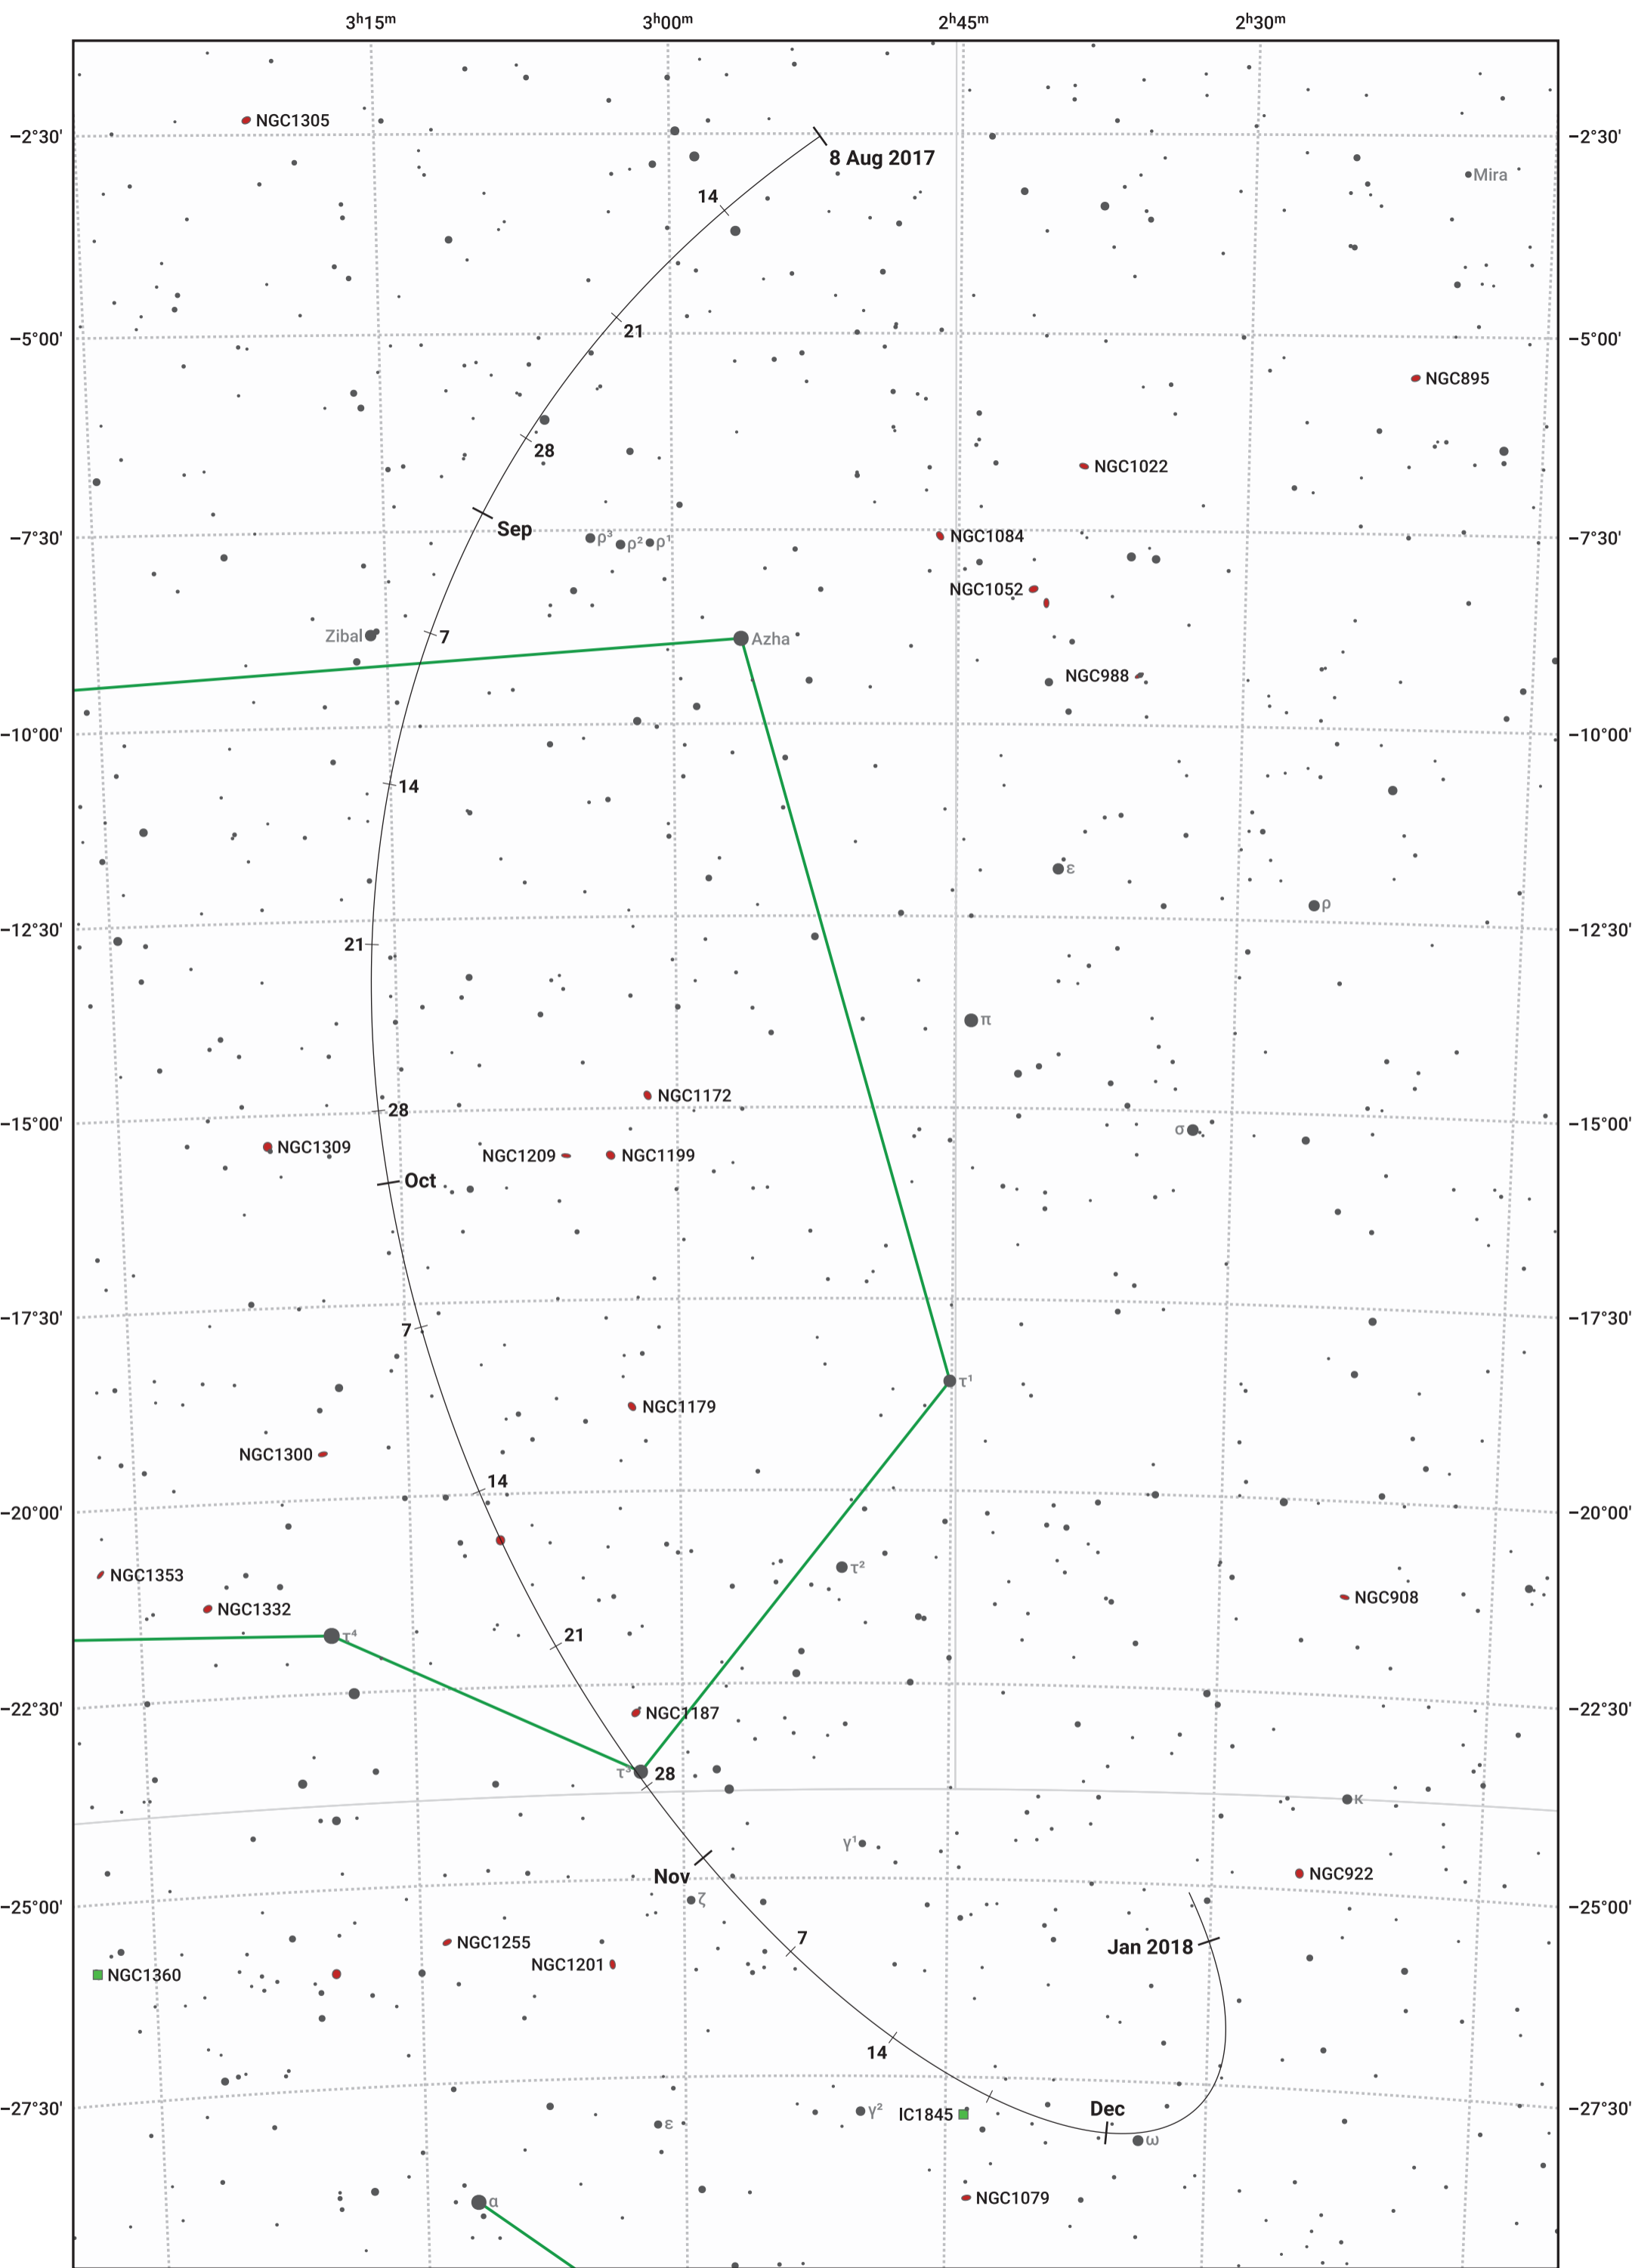 3ʰ15ᵐ 3ʰ00ᵐ 2ʰ45ᵐ 2ʰ30ᵐ
NGC1305
−2°30' −2°30'
8 Aug 2017
Mira
14
21
−5°00' −5°00'
NGC895
28
NGC1022
Sep
−7°30' ρ³ ρ² ρ¹ NGC1084 −7°30'
NGC1052
Zibal 7 Azha
NGC988
−10°00' −10°00'
14
ε
ρ
−12°30' −12°30'
21
π
NGC1172
28
−15°00' σ −15°00'
NGC1309 NGC1209 NGC1199
Oct
−17°30' −17°30'
7
τ¹
NGC1179
NGC1300
14
−20°00' −20°00'
τ²
NGC1353
NGC1332 NGC908
τ⁴ 21
−22°30' NGC1187 −22°30'
τ³ 28
κ
γ¹
Nov NGC922
ζ
−25°00' −25°00'
7
NGC1255 Jan 2018
NGC1201
NGC1360
14
−27°30' Dec −27°30'
ε γ² IC1845
ω
NGC1079
α